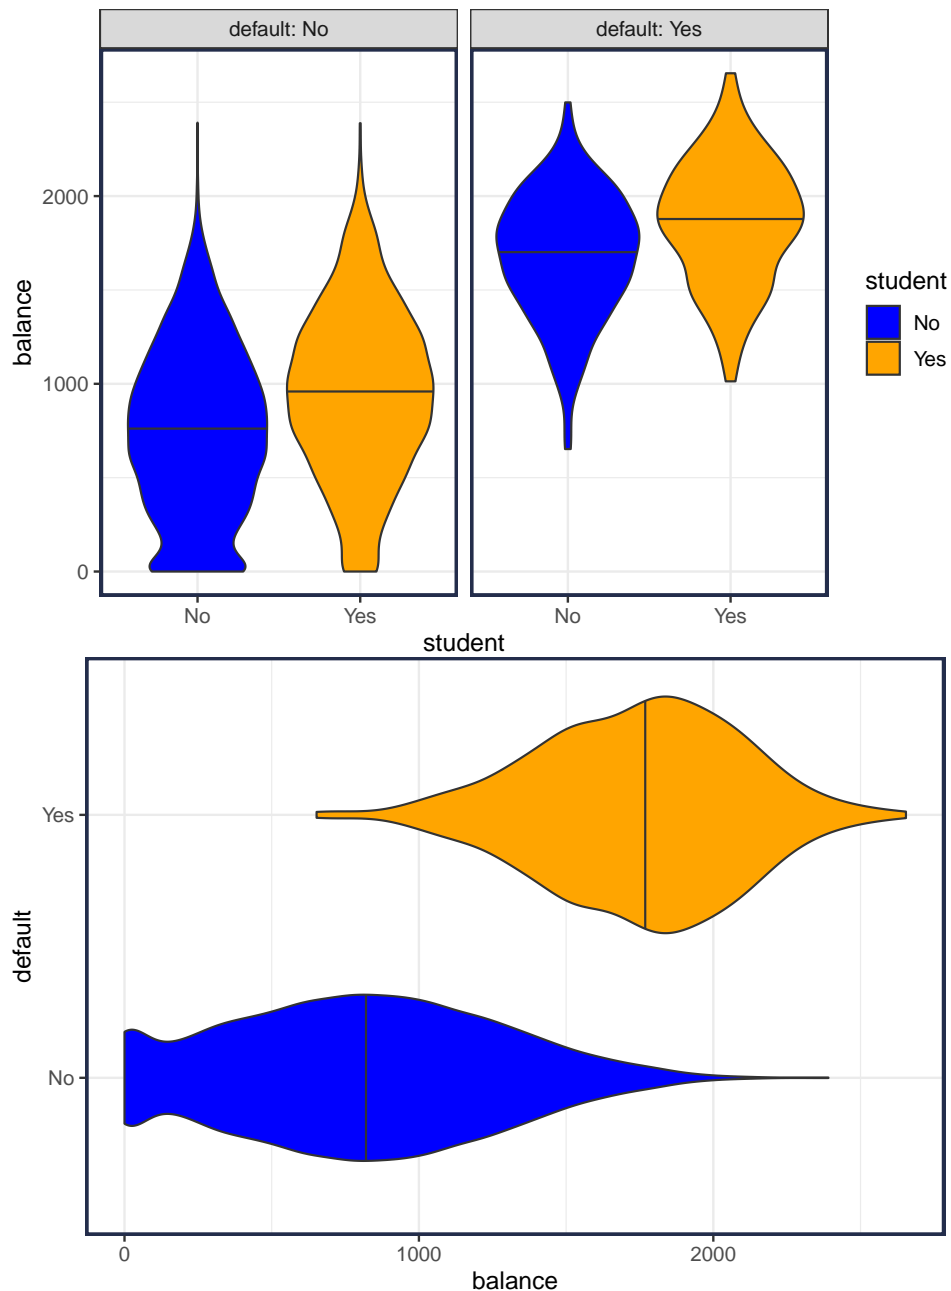 default: No
default: Yes
balance
2000
1000
0
No
Yes
No
Yes
student
student
No
Yes
default
Yes
No
0
1000
2000
balance